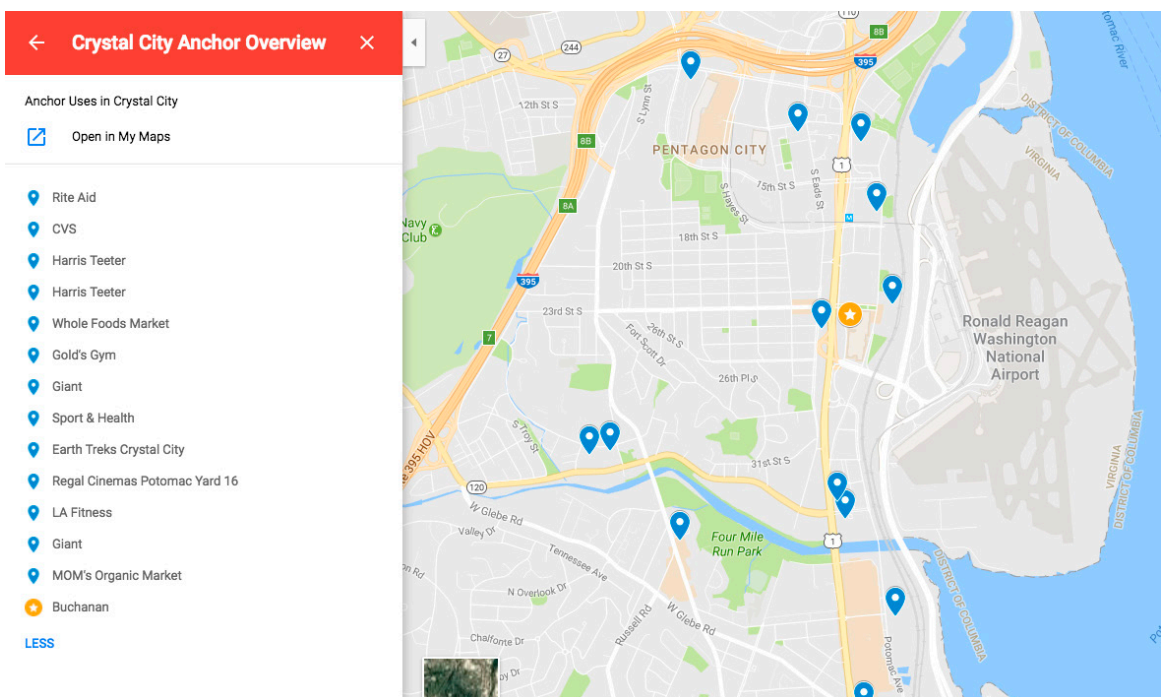 Crystal City Anchor Overview
Anchor Uses in Crystal City
Open in My Maps
Rite Aid
CVS
Harris Teeter
Harris Teeter
Whole Foods Market
Gold's Gym
Giant
Sport & Health
Earth Treks Crystal City
Regal Cinemas Potomac Yard 16
LA Fitness
Giant
MOM's Organic Market
Buchanan
LESS
110
8B
27
244
395
Potomac River
12th St S
S Lynn St
8B
PENTAGON CITY
DISTRICT OF COLUMBIA
VIRGINIA
1
15th St S
S Hayes St
S Eads St
8A
M
Navy
Club
18th St S
20th St S
395
23rd St S
26th St S
Fort Scott Dr
7
Ronald Reagan
Washington
National
Airport
26th Pl S
S Troy St
395 HOV
31st St S
VIRGINIA
DISTRICT OF COLUMBIA
120
W Glebe Rd
Valley Dr
Four Mile
Run Park
1
Tennessee Ave
DISTRICT OF COLUMBIA
N Overlook Dr
W Glebe Rd
Russell Rd
Chalfonte Dr
Potomac Ave